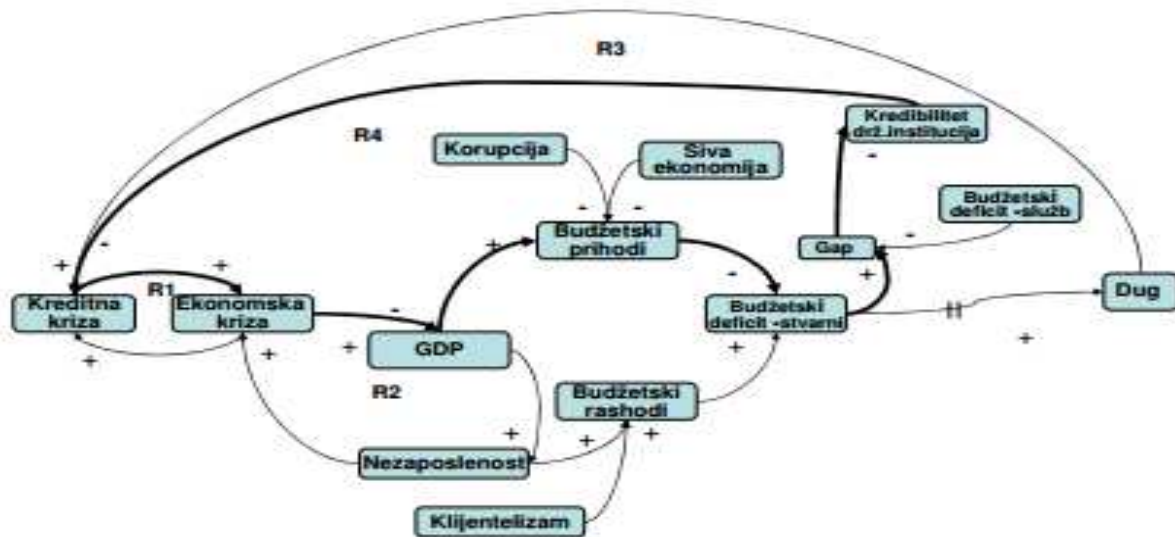 R3
Kredibilitet
drž.institucija
-
R4
Korupcija
Siva
ekonomija
-
-
Budžetski
deficit -služb
-
Budžetski
prihodi
+
Gap
+
-
-
+
+
R1
Kreditna
kriza
Ekonomska
kriza
-
Budžetski
deficit -stvarni
Dug
+
+
+
+
GDP
+
R2
Budžetski
rashodi
+
+
+
Nezaposlenost
Klijentelizam